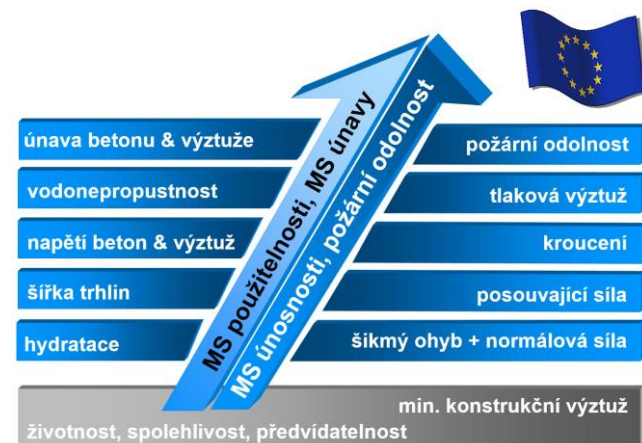 únava betonu & výztuže
vodonepropustnost
napětí beton & výztuž
šířka trhlin
hydratace
MS použitelnosti, MS únavy
MS únosnosti, požární odolnost
požární odolnost
tlaková výztuž
kroucení
posouvající síla
šikmý ohyb + normálová síla
min. konstrukční výztuž
životnost, spolehlivost, předvídatelnost